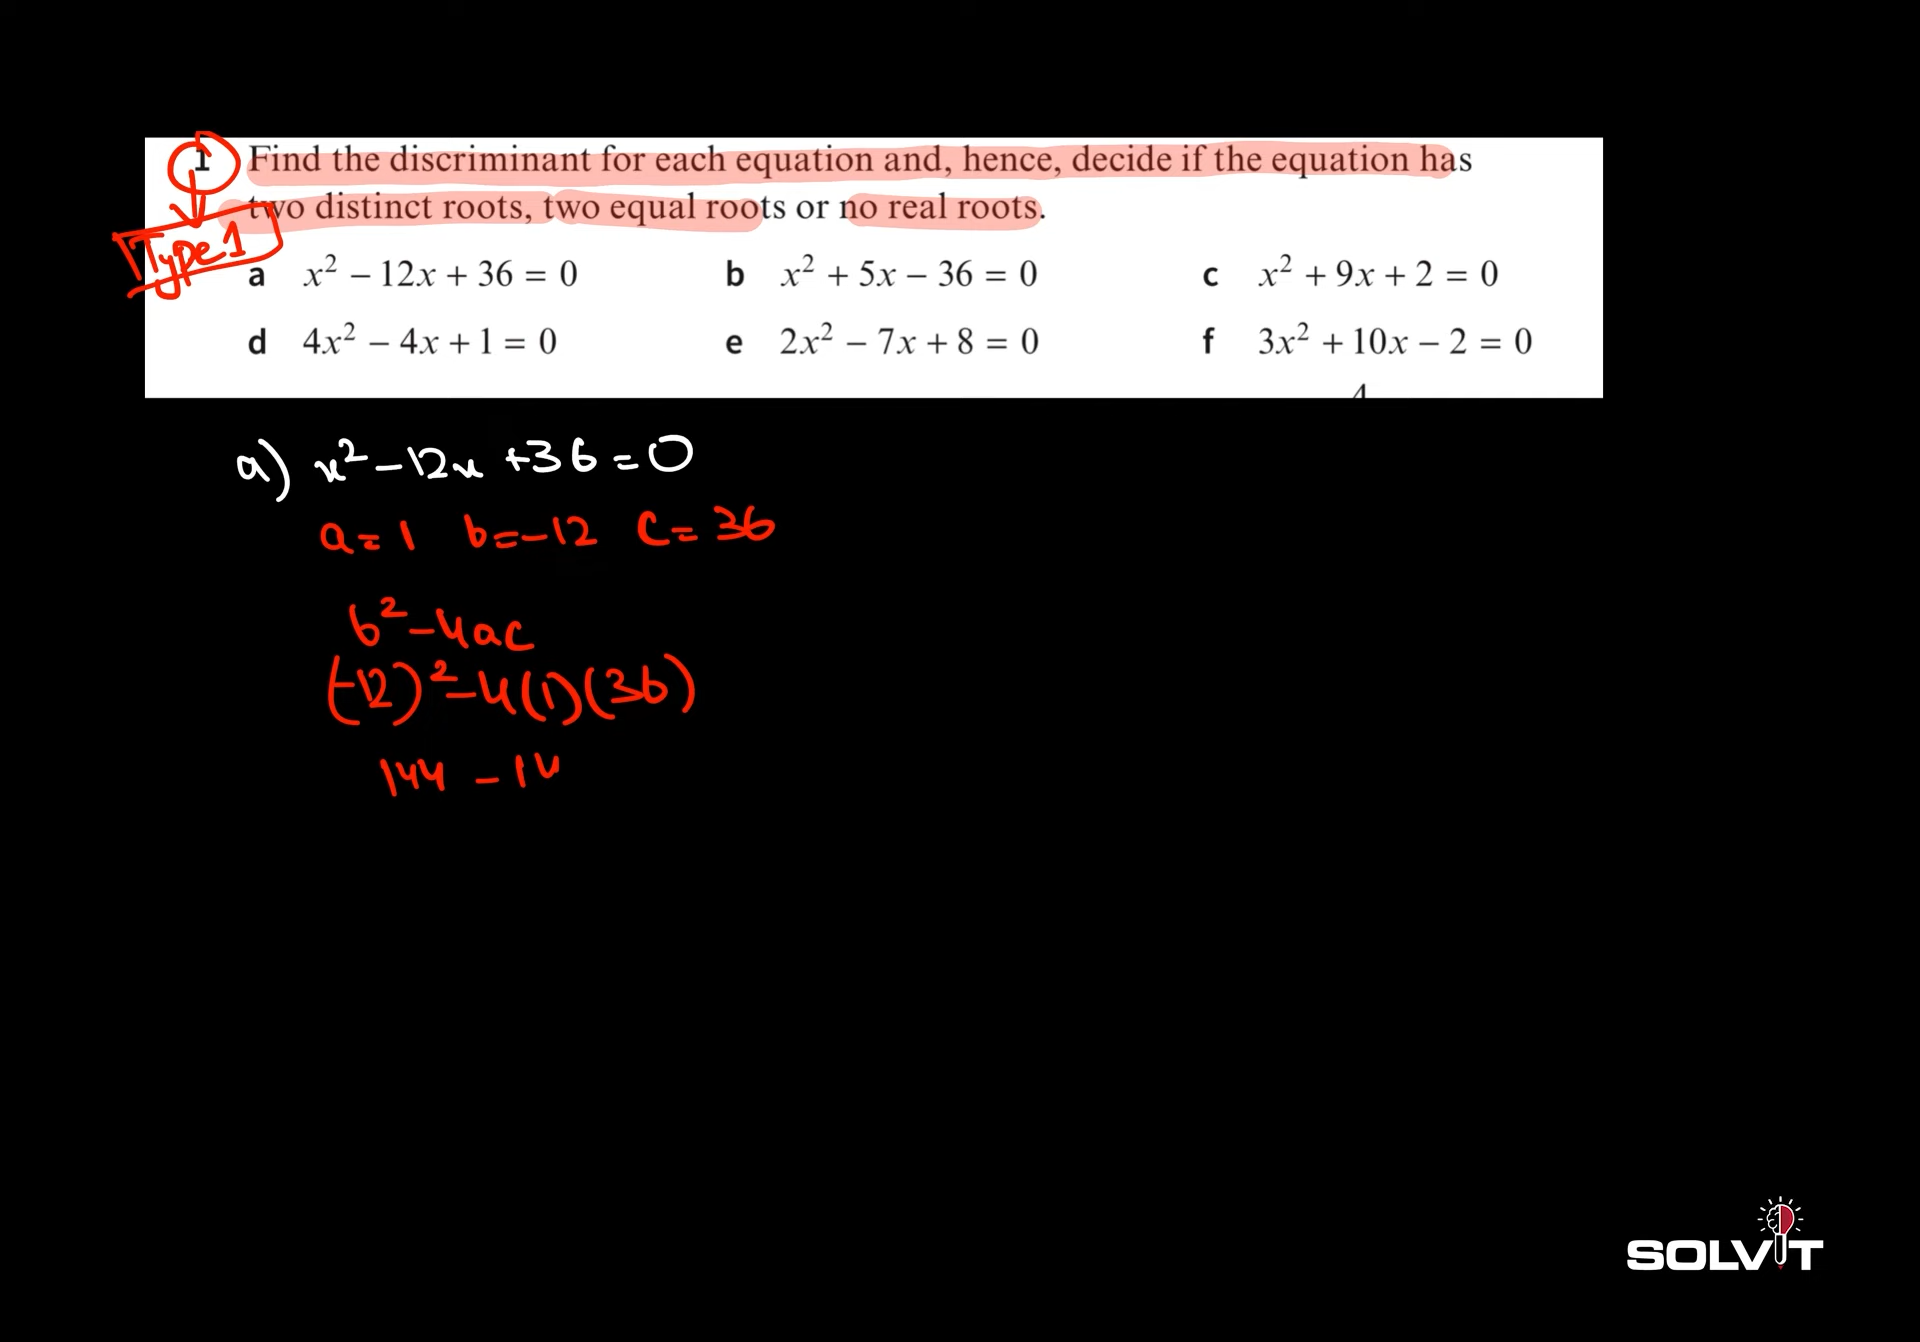 1 Find the discriminant for each equation and, hence, decide if the equation has
two distinct roots, two equal roots or no real roots.
Type 1
a x² − 12x + 36 = 0 b x² + 5x − 36 = 0 c x² + 9x + 2 = 0
d 4x² − 4x + 1 = 0 e 2x² − 7x + 8 = 0 f 3x² + 10x − 2 = 0
a) x² − 12x + 36 = 0
a = 1 b = −12 c = 36
b² − 4ac
(−12)² − 4(1)(36)
144 − 14
SOLVIT